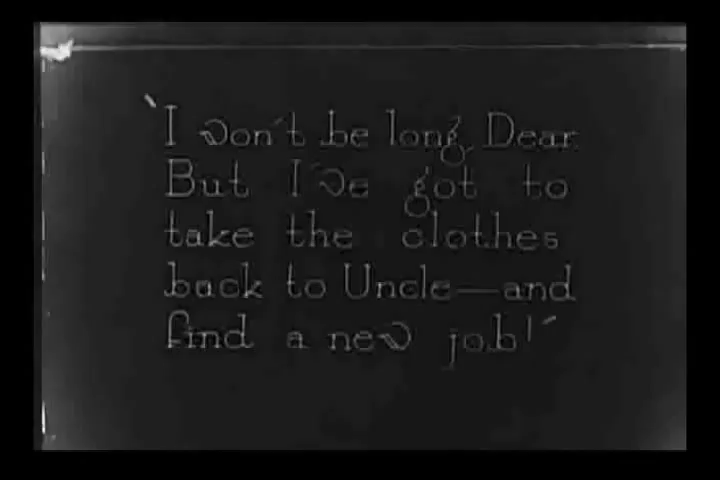 'I won't be long Dear.
But I've got to
take the clothes
back to Uncle—and
find a new job!'